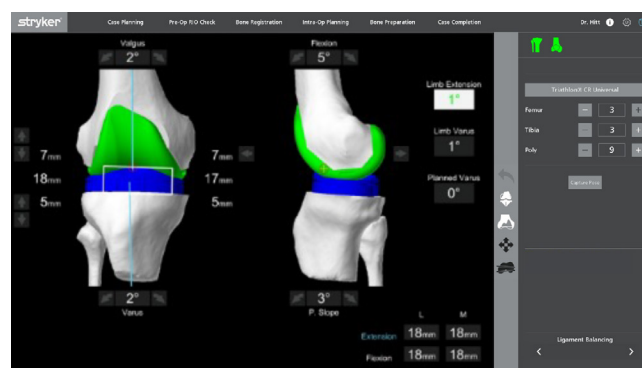 stryker
Case Planning Pre-Op RIO Check Bone Registration Intra-Op Planning Bone Preparation Case Completion Dr. Hitt
Valgus
2°
Flexion
5°
Limb Extension
1°
Limb Varus
1°
Planned Varus
0°
7mm 7mm
18mm 17mm
5mm 5mm
2°
Varus
3°
P. Slope
L M
Extension 18mm 18mm
Flexion 18mm 18mm
Triathlon CR Universal
Femur − 3 +
Tibia − 3 +
Poly − 9 +
Capture Pose
Ligament Balancing
< >